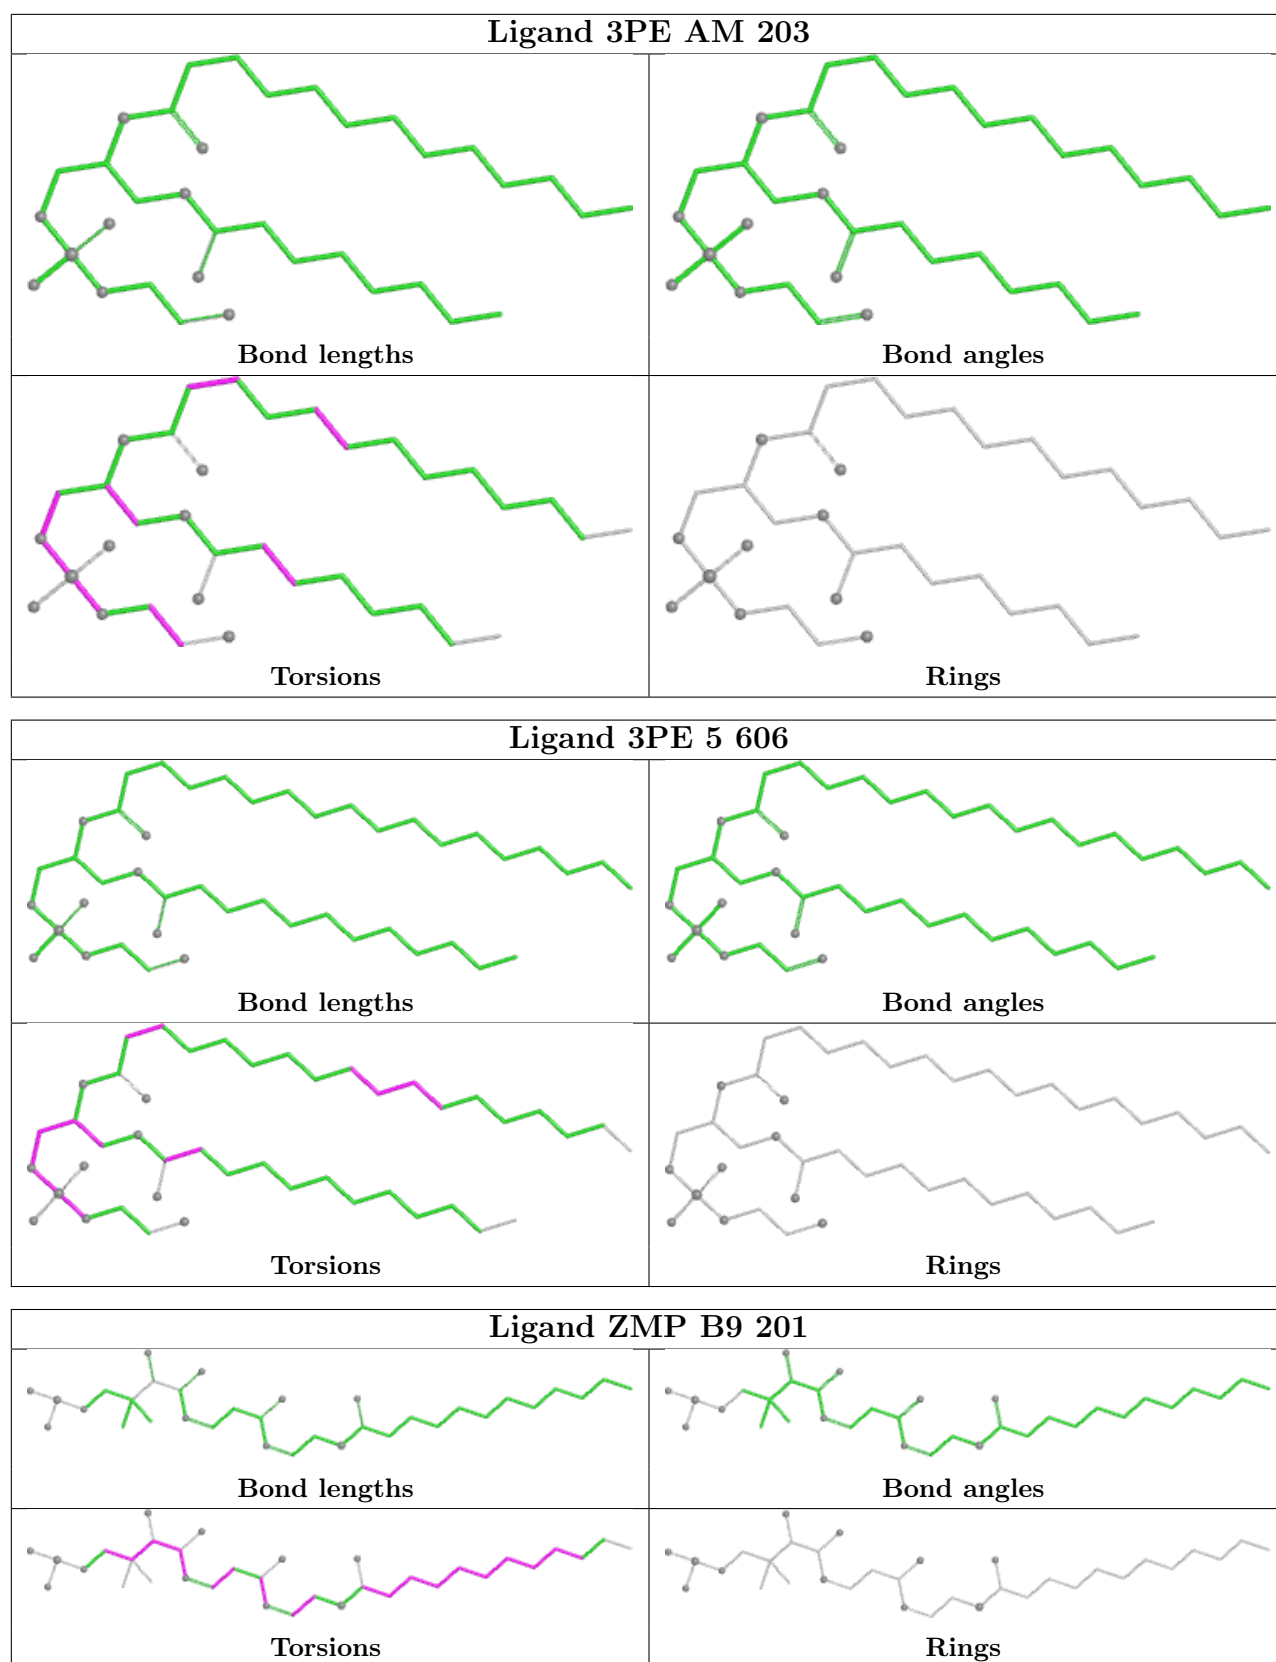 Ligand 3PE AM 203
Bond lengths
Bond angles
Torsions
Rings
Ligand 3PE 5 606
Bond lengths
Bond angles
Torsions
Rings
Ligand ZMP B9 201
Bond lengths
Bond angles
Torsions
Rings